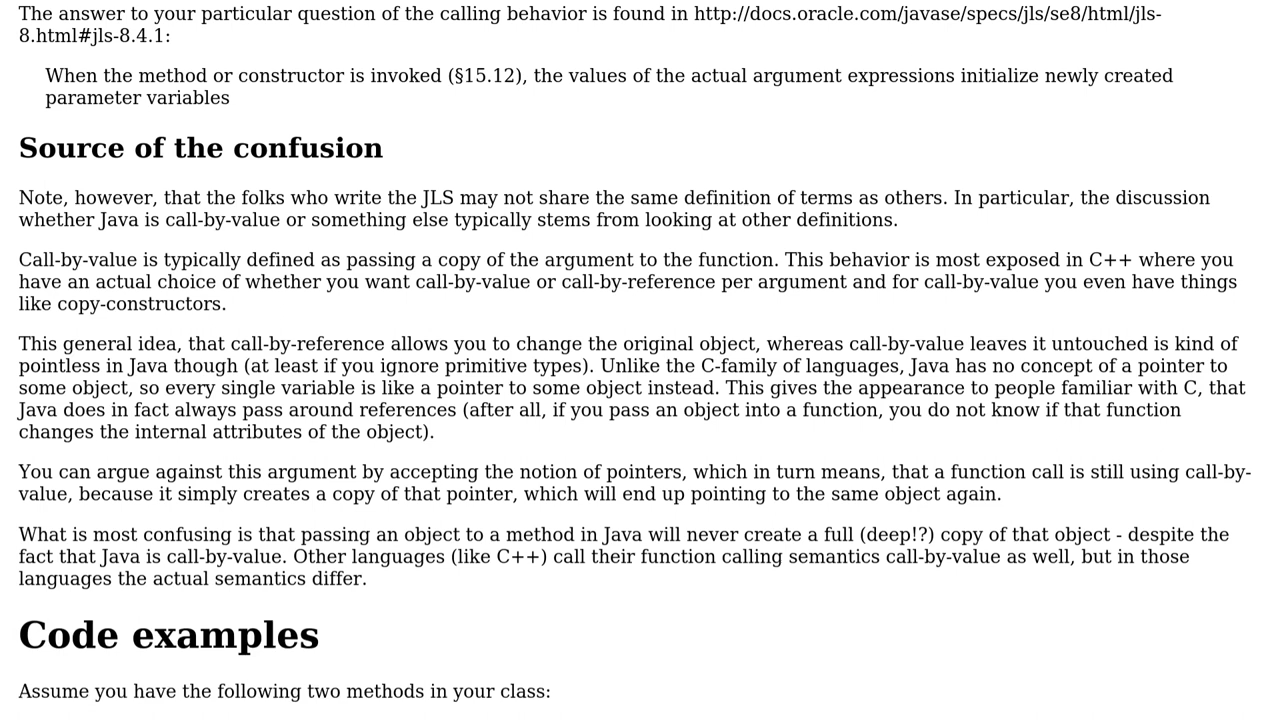 The answer to your particular question of the calling behavior is found in http://docs.oracle.com/javase/specs/jls/se8/html/jls-
8.html#jls-8.4.1:
When the method or constructor is invoked (§15.12), the values of the actual argument expressions initialize newly created
parameter variables
Source of the confusion
Note, however, that the folks who write the JLS may not share the same definition of terms as others. In particular, the discussion
whether Java is call-by-value or something else typically stems from looking at other definitions.
Call-by-value is typically defined as passing a copy of the argument to the function. This behavior is most exposed in C++ where you
have an actual choice of whether you want call-by-value or call-by-reference per argument and for call-by-value you even have things
like copy-constructors.
This general idea, that call-by-reference allows you to change the original object, whereas call-by-value leaves it untouched is kind of
pointless in Java though (at least if you ignore primitive types). Unlike the C-family of languages, Java has no concept of a pointer to
some object, so every single variable is like a pointer to some object instead. This gives the appearance to people familiar with C, that
Java does in fact always pass around references (after all, if you pass an object into a function, you do not know if that function
changes the internal attributes of the object).
You can argue against this argument by accepting the notion of pointers, which in turn means, that a function call is still using call-by-
value, because it simply creates a copy of that pointer, which will end up pointing to the same object again.
What is most confusing is that passing an object to a method in Java will never create a full (deep!?) copy of that object - despite the
fact that Java is call-by-value. Other languages (like C++) call their function calling semantics call-by-value as well, but in those
languages the actual semantics differ.
Code examples
Assume you have the following two methods in your class: